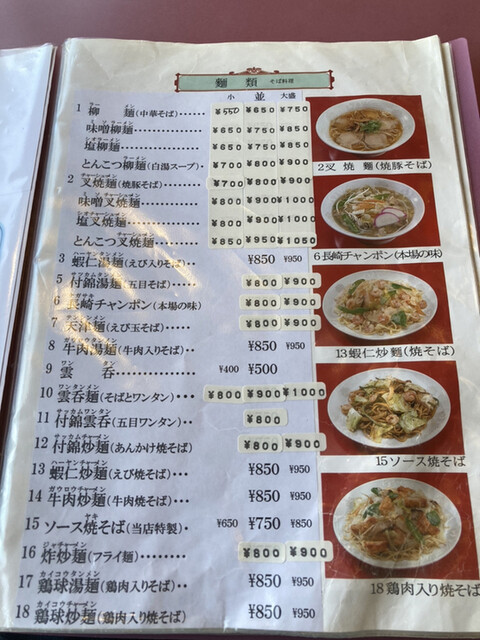 麺類 そば料理
小 並 大盛
1 柳麺(中華そば)…… ¥550 ¥650 ¥750
味噌柳麺………… ¥650 ¥750 ¥850
塩柳麺………… ¥650 ¥750 ¥850
とんこつ柳麺(白湯スープ)・ ¥700 ¥800 ¥900
2 叉焼麺(焼豚そば)…… ¥700 ¥800 ¥900
味噌叉焼麺……… ¥800 ¥900 ¥1000
塩叉焼麺………… ¥800 ¥900 ¥1000
とんこつ叉焼麺…… ¥850 ¥950 ¥1050
3 蝦仁湯麺(えび入りそば)‥ ¥850 ¥950
5 什錦湯麺(五目そば)…… ¥800 ¥900
6 長崎チャンポン(本場の味) ¥800 ¥900
7 天津麺(えび玉そば)…… ¥800 ¥900
8 牛肉湯麺(牛肉入りそば)‥ ¥850 ¥950
9 雲呑………… ¥400 ¥500
10 雲呑麺(そばとワンタン)‥ ¥800 ¥900 ¥1000
11 什錦雲呑(五目ワンタン)‥ ¥800
12 什錦炒麺(あんかけ焼そば) ¥800 ¥900
13 蝦仁炒麺(えび焼そば)… ¥850 ¥950
14 牛肉炒麺(牛肉焼そば)… ¥850 ¥950
15 ソース焼そば(当店特製)・ ¥650 ¥750 ¥850
16 炸炒麺(フライ麺)……… ¥800 ¥900
17 鶏球湯麺(鶏肉入りそば)‥ ¥850 ¥950
18 鶏球炒麺(鶏肉入り焼そば) ¥850 ¥950
2叉焼麺(焼豚そば)
6長崎チャンポン(本場の味)
13蝦仁炒麺(焼そば)
15ソース焼そば
18鶏肉入り焼そば